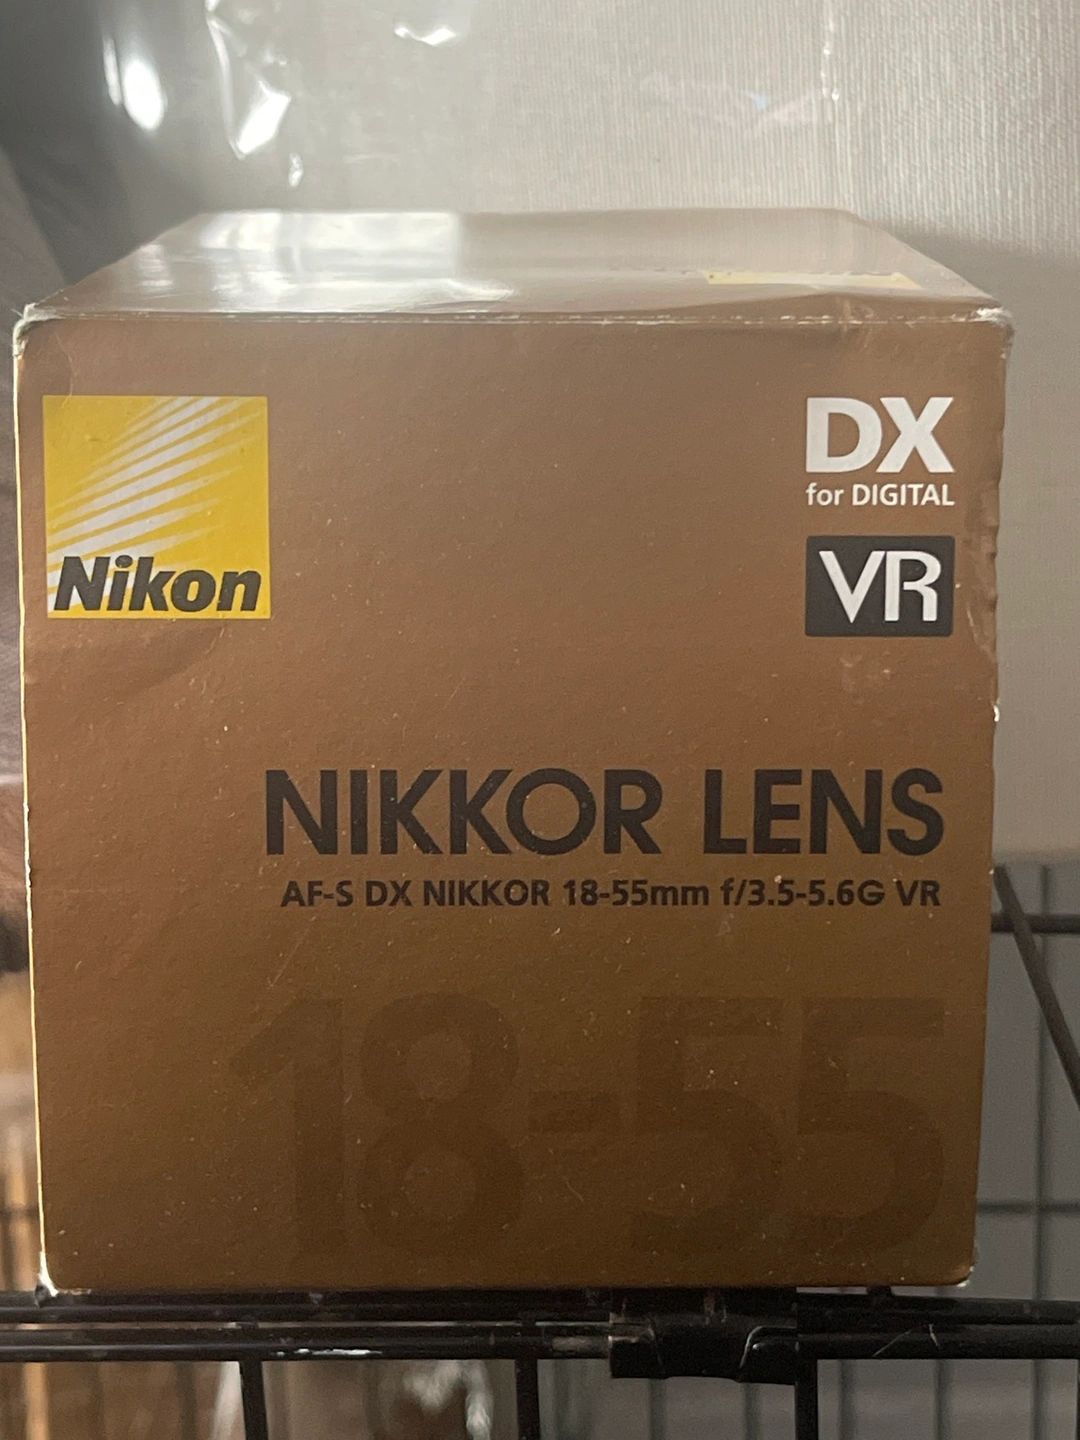 Nikon
DX
for DIGITAL
VR
NIKKOR LENS
AF-S DX NIKKOR 18-55mm f/3.5-5.6G VR
18-55